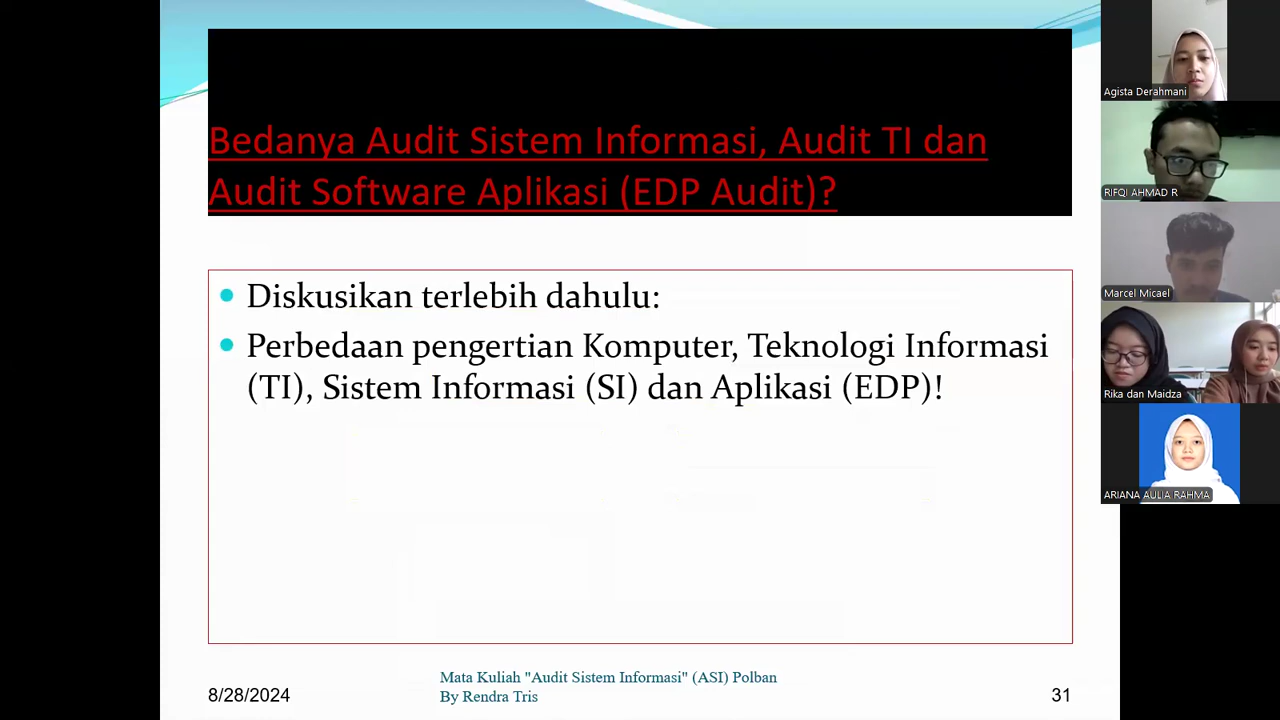 Bedanya Audit Sistem Informasi, Audit TI dan
Audit Software Aplikasi (EDP Audit)?
Diskusikan terlebih dahulu:
Perbedaan pengertian Komputer, Teknologi Informasi
(TI), Sistem Informasi (SI) dan Aplikasi (EDP)!
8/28/2024
Mata Kuliah "Audit Sistem Informasi" (ASI) Polban
By Rendra Tris
31
Agista Derahmani
RIFQI AHMAD R
Marcel Micael
Rika dan Maidza
ARIANA AULIA RAHMA